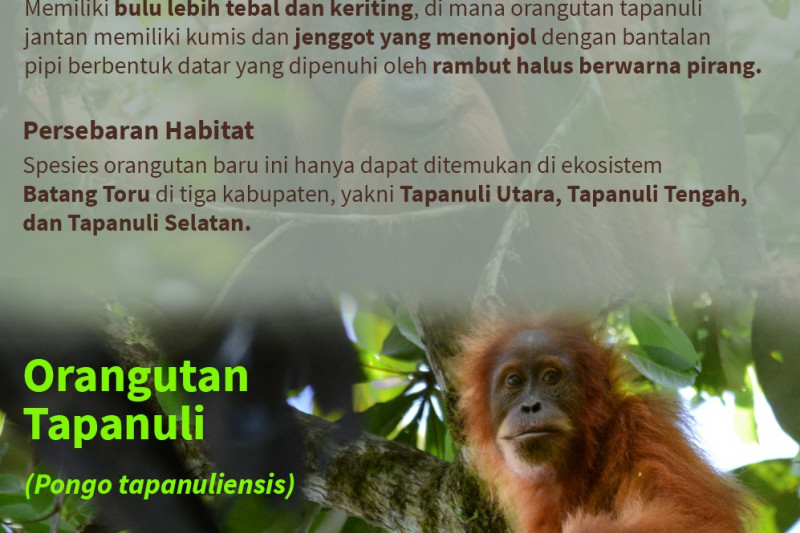 Memiliki bulu lebih tebal dan keriting, di mana orangutan tapanuli
jantan memiliki kumis dan jenggot yang menonjol dengan bantalan
pipi berbentuk datar yang dipenuhi oleh rambut halus berwarna pirang.
Persebaran Habitat
Spesies orangutan baru ini hanya dapat ditemukan di ekosistem
Batang Toru di tiga kabupaten, yakni Tapanuli Utara, Tapanuli Tengah,
dan Tapanuli Selatan.
Orangutan
Tapanuli
(Pongo tapanuliensis)